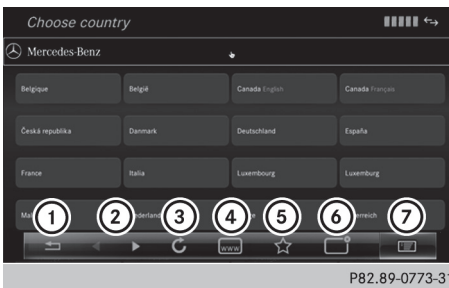 Choose country
Mercedes-Benz
Belgique België Canada English Canada Français
Česká republika Danmark Deutschland España
France Italia Luxembourg Luxemburg
1 2 3 4 5 6 7
www
P82.89-0773-31